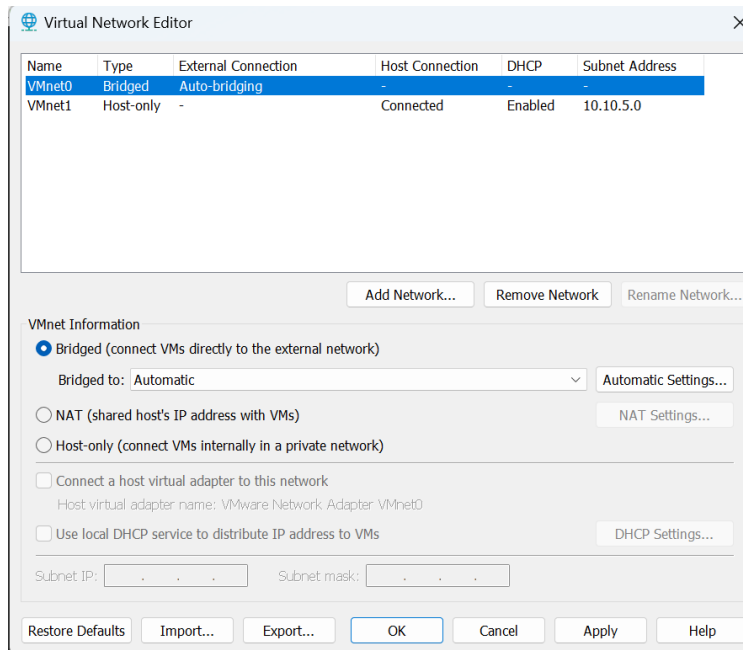 Virtual Network Editor
Name Type External Connection Host Connection DHCP Subnet Address
VMnet0 Bridged Auto-bridging - - -
VMnet1 Host-only - Connected Enabled 10.10.5.0
Add Network... Remove Network Rename Network...
VMnet Information
Bridged (connect VMs directly to the external network)
Bridged to: Automatic Automatic Settings...
NAT (shared host's IP address with VMs) NAT Settings...
Host-only (connect VMs internally in a private network)
Connect a host virtual adapter to this network
Host virtual adapter name: VMware Network Adapter VMnet0
Use local DHCP service to distribute IP address to VMs DHCP Settings...
Subnet IP: . . . Subnet mask: . . .
Restore Defaults Import... Export... OK Cancel Apply Help